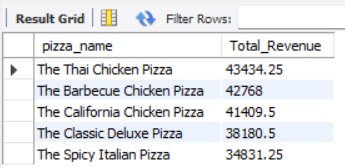 Result Grid Filter Rows:
pizza_name Total_Revenue
The Thai Chicken Pizza 43434.25
The Barbecue Chicken Pizza 42768
The California Chicken Pizza 41409.5
The Classic Deluxe Pizza 38180.5
The Spicy Italian Pizza 34831.25